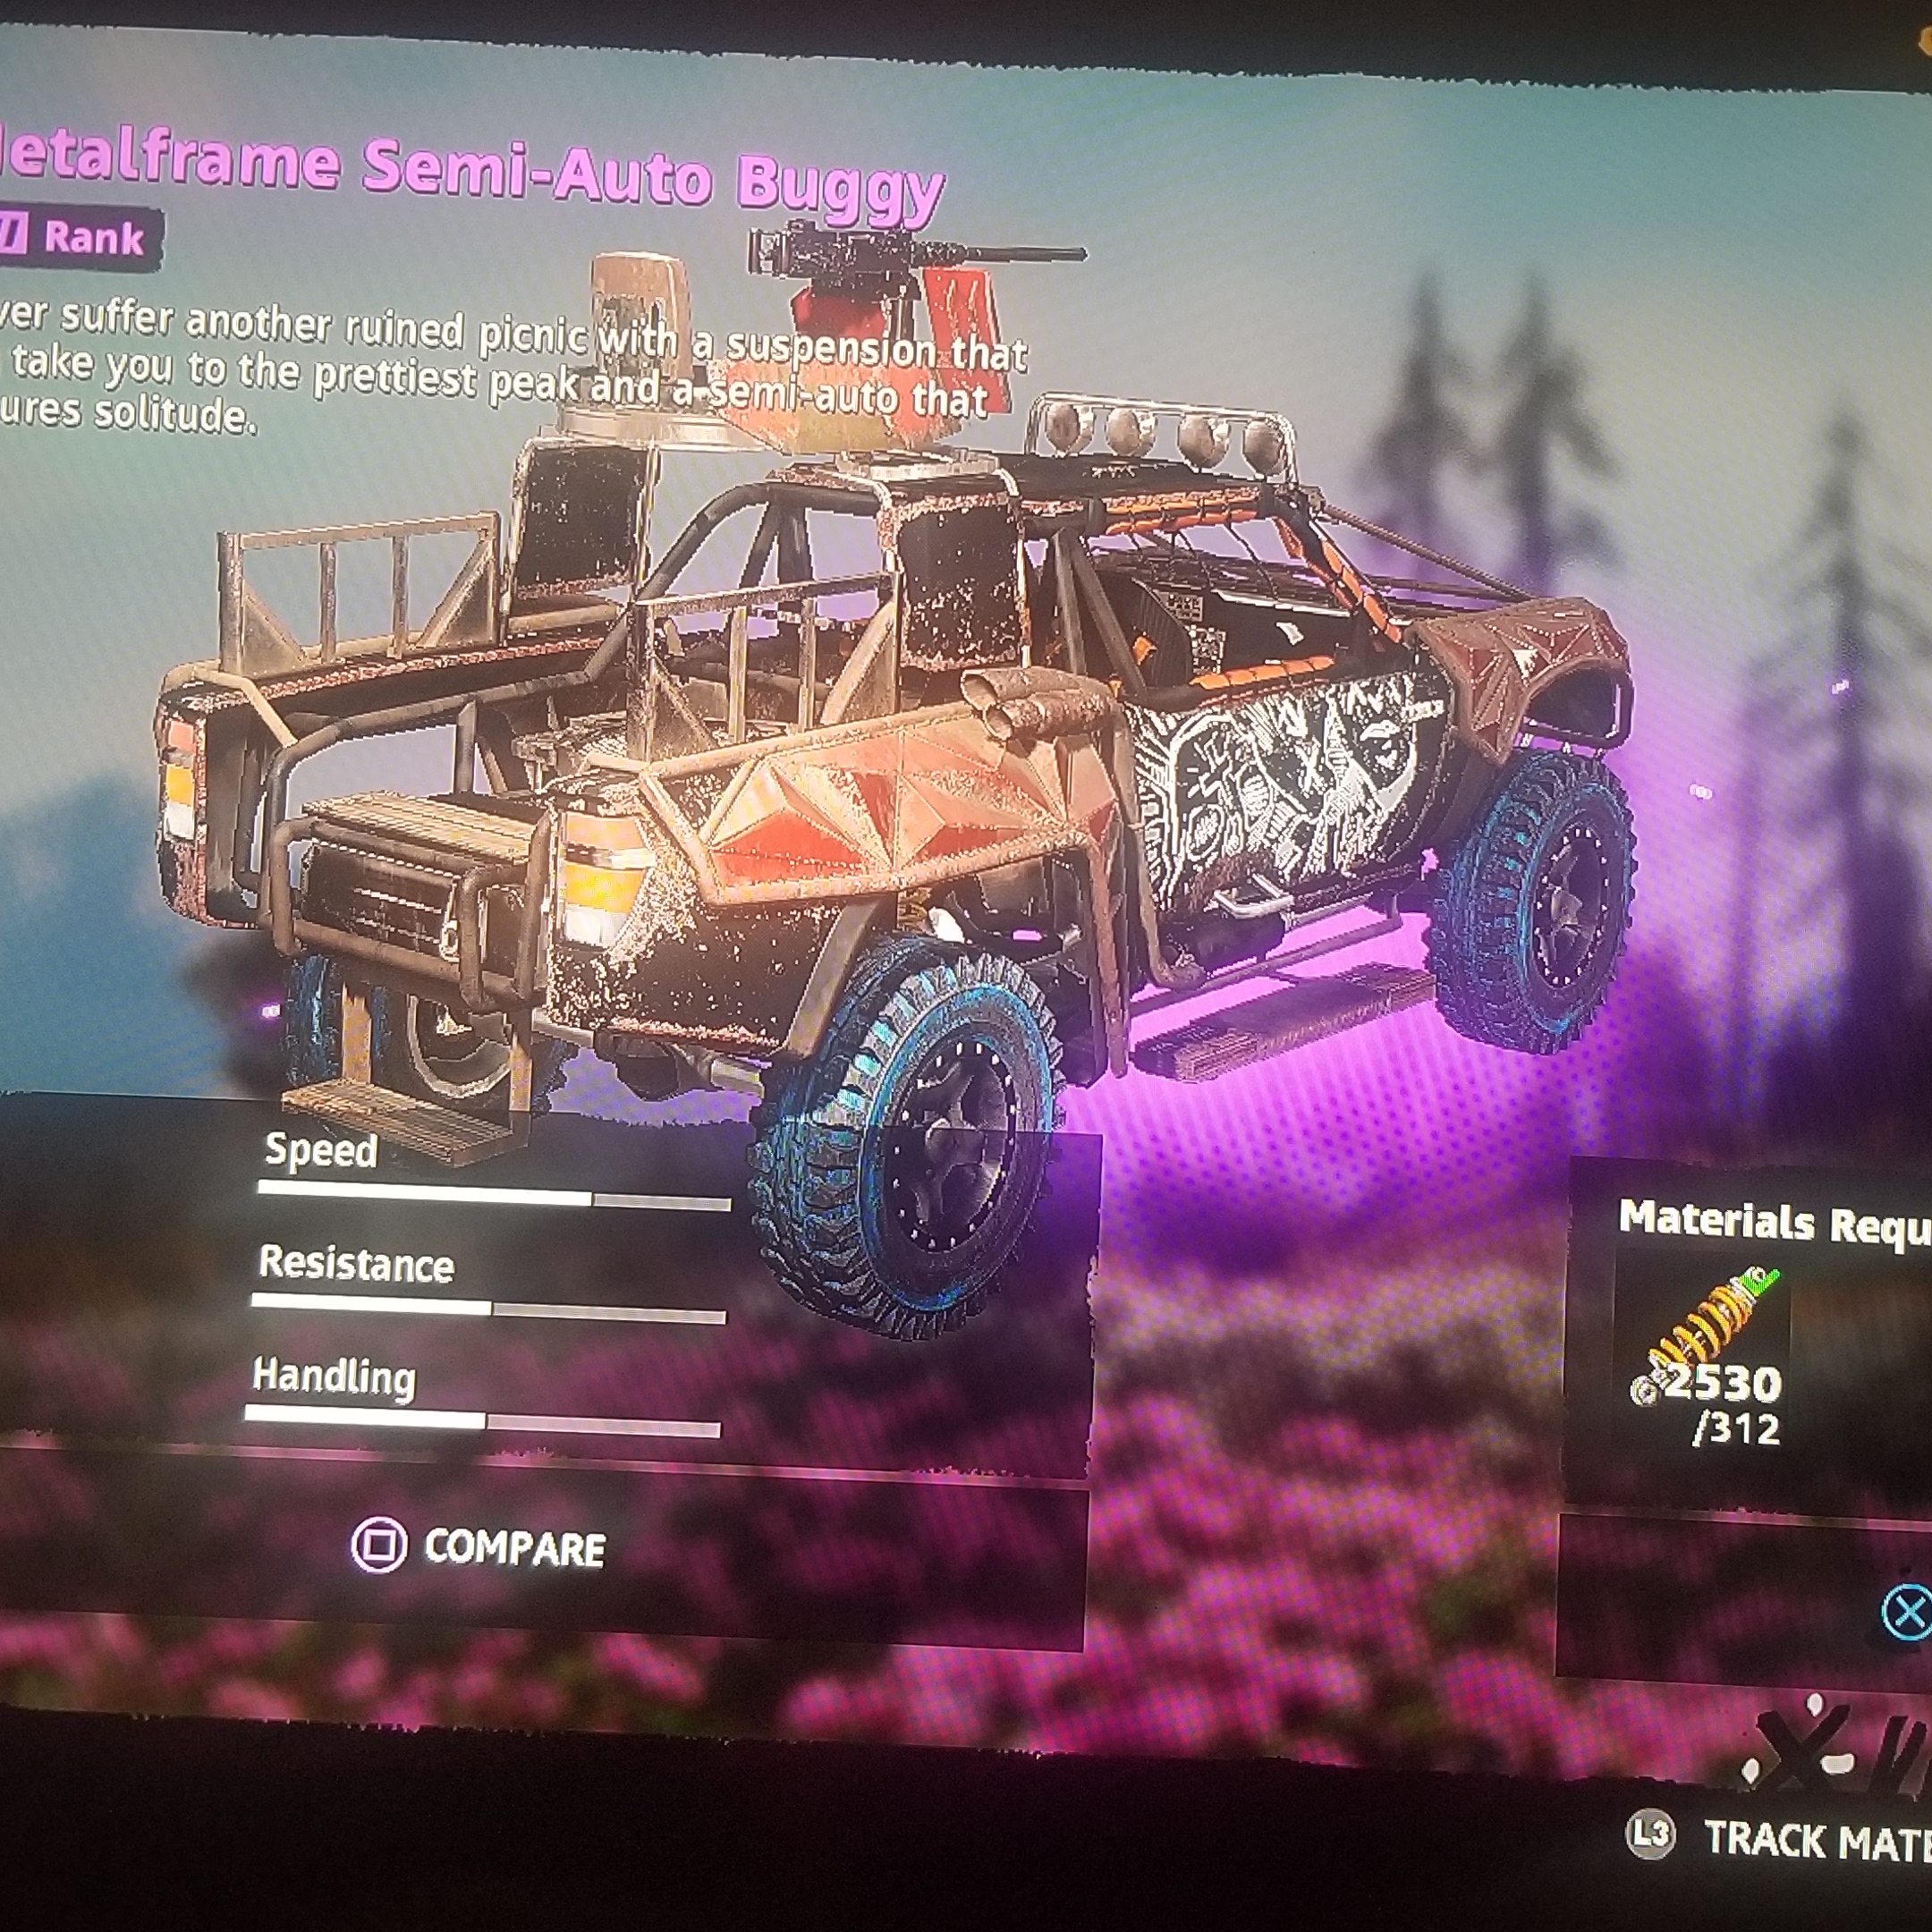 etalframe Semi-Auto Buggy
Rank
ver suffer another ruined picnic with a suspension that
take you to the prettiest peak and a semi-auto that
ures solitude.
Speed
Resistance
Handling
Materials Requ
2530
/312
COMPARE
L3 TRACK MATE